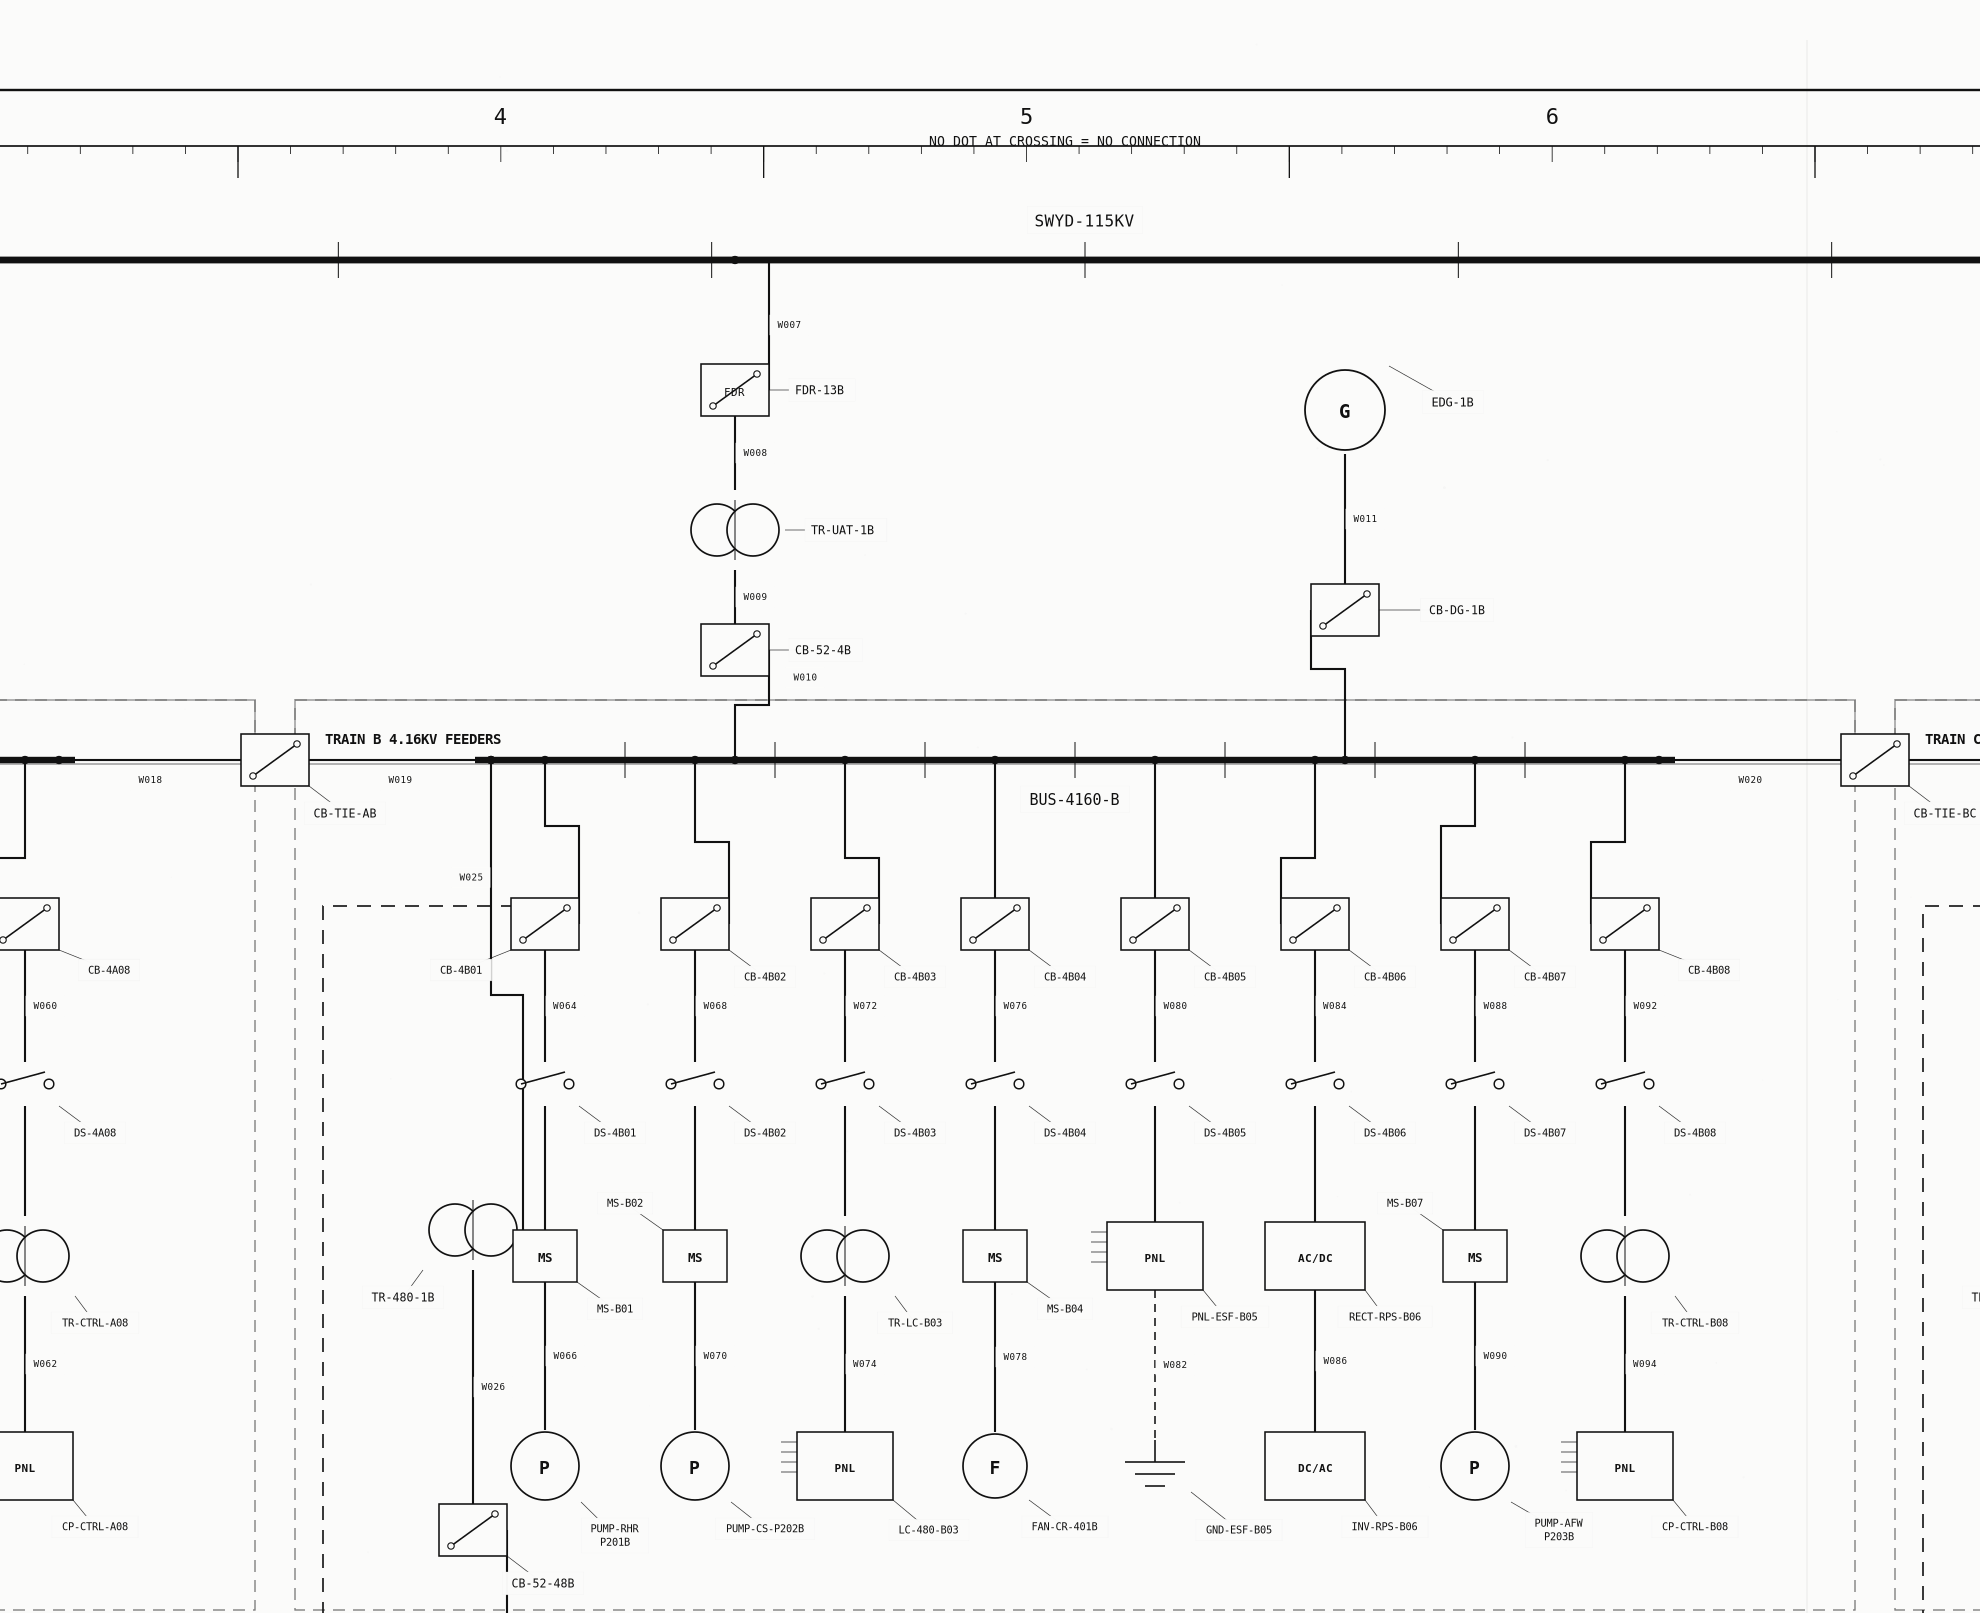 4
5
6
NO DOT AT CROSSING = NO CONNECTION
SWYD-115KV
W007
FDR
FDR-13B
G
EDG-1B
W008
W011
TR-UAT-1B
W009
CB-DG-1B
CB-52-4B
W010
TRAIN B 4.16KV FEEDERS
TRAIN C
W018
W019
W020
CB-TIE-AB
BUS-4160-B
CB-TIE-BC
W025
CB-4A08
CB-4B01
CB-4B02
CB-4B03
CB-4B04
CB-4B05
CB-4B06
CB-4B07
CB-4B08
W060
W064
W068
W072
W076
W080
W084
W088
W092
DS-4A08
DS-4B01
DS-4B02
DS-4B03
DS-4B04
DS-4B05
DS-4B06
DS-4B07
DS-4B08
MS-B02
MS-B07
MS
MS
MS
PNL
AC/DC
MS
TR-480-1B
MS-B01
MS-B04
PNL-ESF-B05
RECT-RPS-B06
TR-CTRL-A08
TR-LC-B03
TR-CTRL-B08
W062
W066
W070
W074
W078
W082
W086
W090
W094
W026
PNL
P
P
PNL
F
DC/AC
P
PNL
CP-CTRL-A08
PUMP-RHR
P201B
PUMP-CS-P202B
LC-480-B03
FAN-CR-401B
GND-ESF-B05
INV-RPS-B06
PUMP-AFW
P203B
CP-CTRL-B08
CB-52-48B